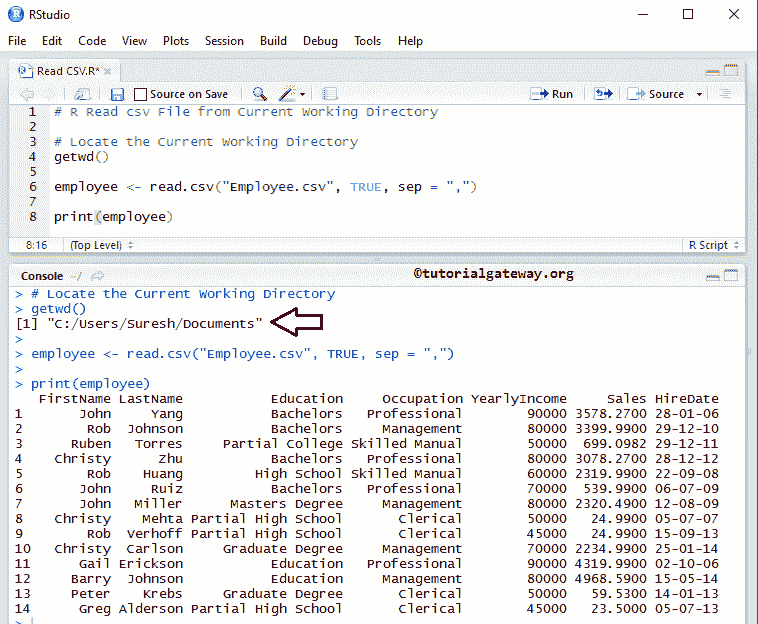 RStudio
File Edit Code View Plots Session Build Debug Tools Help
Read CSV.R*
Source on Save Run Source
1 # R Read csv File from Current Working Directory
2
3 # Locate the Current Working Directory
4 getwd()
5
6 employee <- read.csv("Employee.csv", TRUE, sep = ",")
7
8 print(employee)
8:16 (Top Level) R Script
Console ~/ ©tutorialgateway.org
> # Locate the Current Working Directory
> getwd()
[1] "C:/Users/Suresh/Documents"
>
> employee <- read.csv("Employee.csv", TRUE, sep = ",")
>
> print(employee)
FirstName LastName Education Occupation YearlyIncome Sales HireDate
1 John Yang Bachelors Professional 90000 3578.2700 28-01-06
2 Rob Johnson Bachelors Management 80000 3399.9900 29-12-10
3 Ruben Torres Partial College Skilled Manual 50000 699.0982 29-12-11
4 Christy Zhu Bachelors Professional 80000 3078.2700 28-12-12
5 Rob Huang High School Skilled Manual 60000 2319.9900 22-09-08
6 John Ruiz Bachelors Professional 70000 539.9900 06-07-09
7 John Miller Masters Degree Management 80000 2320.4900 12-08-09
8 Christy Mehta Partial High School Clerical 50000 24.9900 05-07-07
9 Rob Verhoff Partial High School Clerical 45000 24.9900 15-09-13
10 Christy Carlson Graduate Degree Management 70000 2234.9900 25-01-14
11 Gail Erickson Education Professional 90000 4319.9900 02-10-06
12 Barry Johnson Education Management 80000 4968.5900 15-05-14
13 Peter Krebs Graduate Degree Clerical 50000 59.5300 14-01-13
14 Greg Alderson Partial High School Clerical 45000 23.5000 05-07-13
>